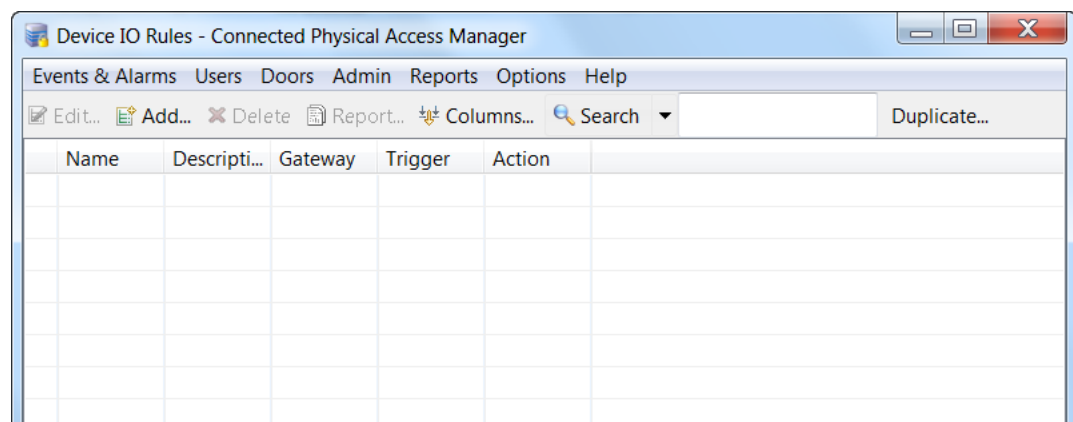 Device IO Rules - Connected Physical Access Manager
Events & Alarms Users Doors Admin Reports Options Help
Edit... Add... Delete Report... Columns... Search Duplicate...
Name Descripti... Gateway Trigger Action